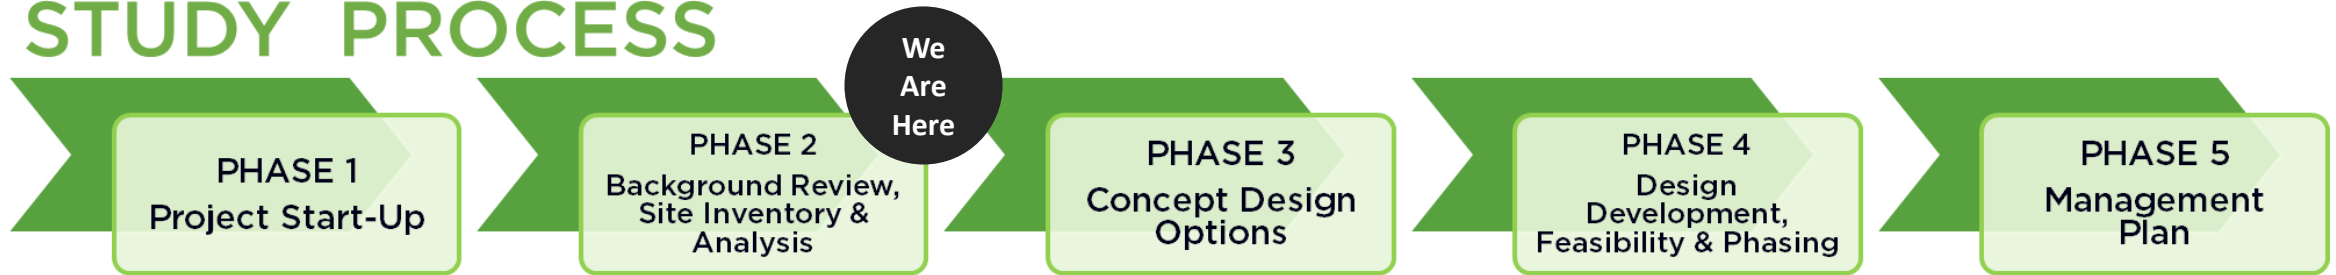 STUDY PROCESS
We
Are
Here
PHASE 1
Project Start-Up
PHASE 2
Background Review,
Site Inventory &
Analysis
PHASE 3
Concept Design
Options
PHASE 4
Design
Development,
Feasibility & Phasing
PHASE 5
Management
Plan